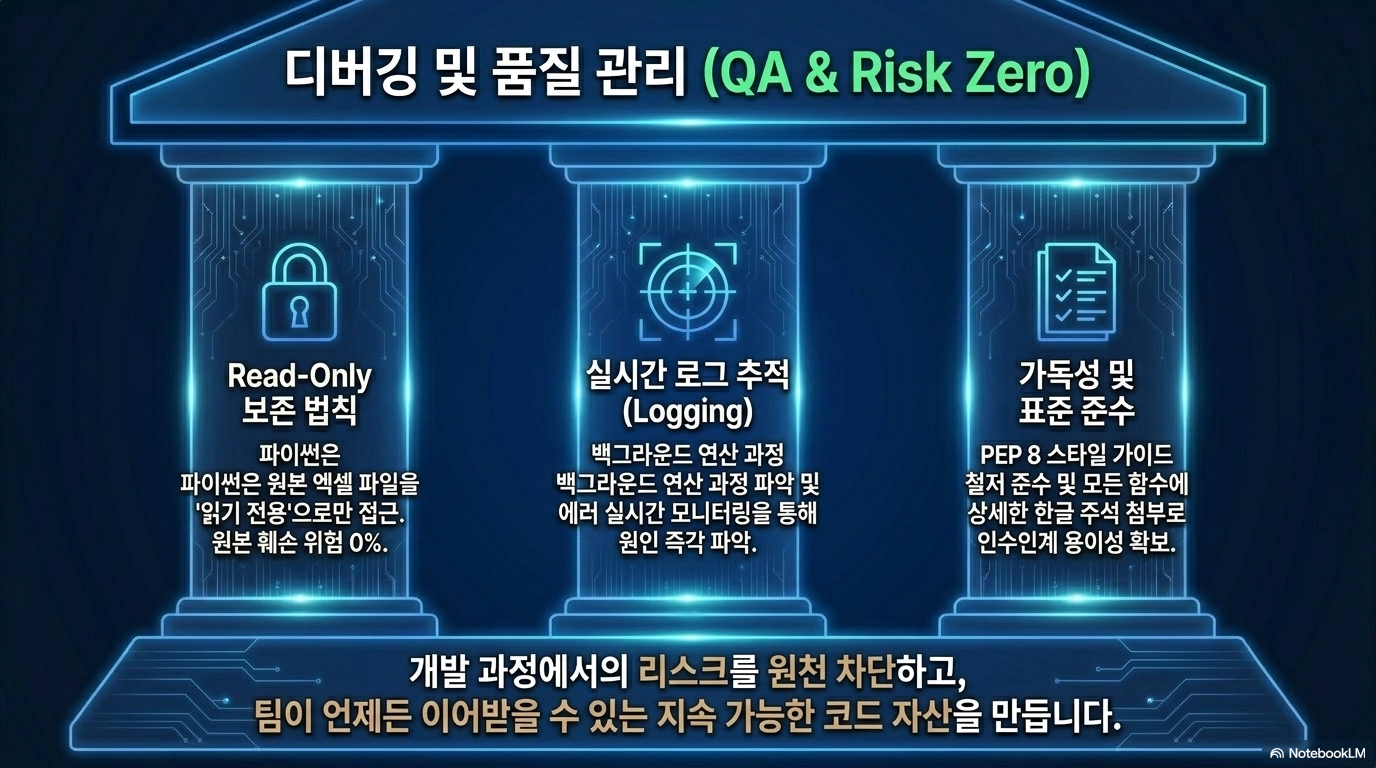 디버깅 및 품질 관리 (QA & Risk Zero)
Read-Only
보존 법칙
파이썬은
파이썬은 원본 엑셀 파일을
'읽기 전용'으로만 접근.
원본 훼손 위험 0%.
실시간 로그 추적
(Logging)
백그라운드 연산 과정
백그라운드 연산 과정 파악 및
에러 실시간 모니터링을 통해
원인 즉각 파악.
가독성 및
표준 준수
PEP 8 스타일 가이드
철저 준수 및 모든 함수에
상세한 한글 주석 첨부로
인수인계 용이성 확보.
개발 과정에서의 리스크를 원천 차단하고,
팀이 언제든 이어받을 수 있는 지속 가능한 코드 자산을 만듭니다.
NotebookLM